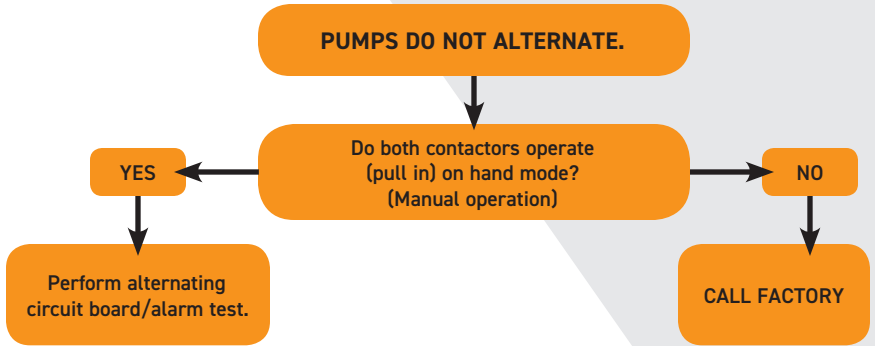 PUMPS DO NOT ALTERNATE.
Do both contactors operate
(pull in) on hand mode?
(Manual operation)
YES
NO
Perform alternating
circuit board/alarm test.
CALL FACTORY